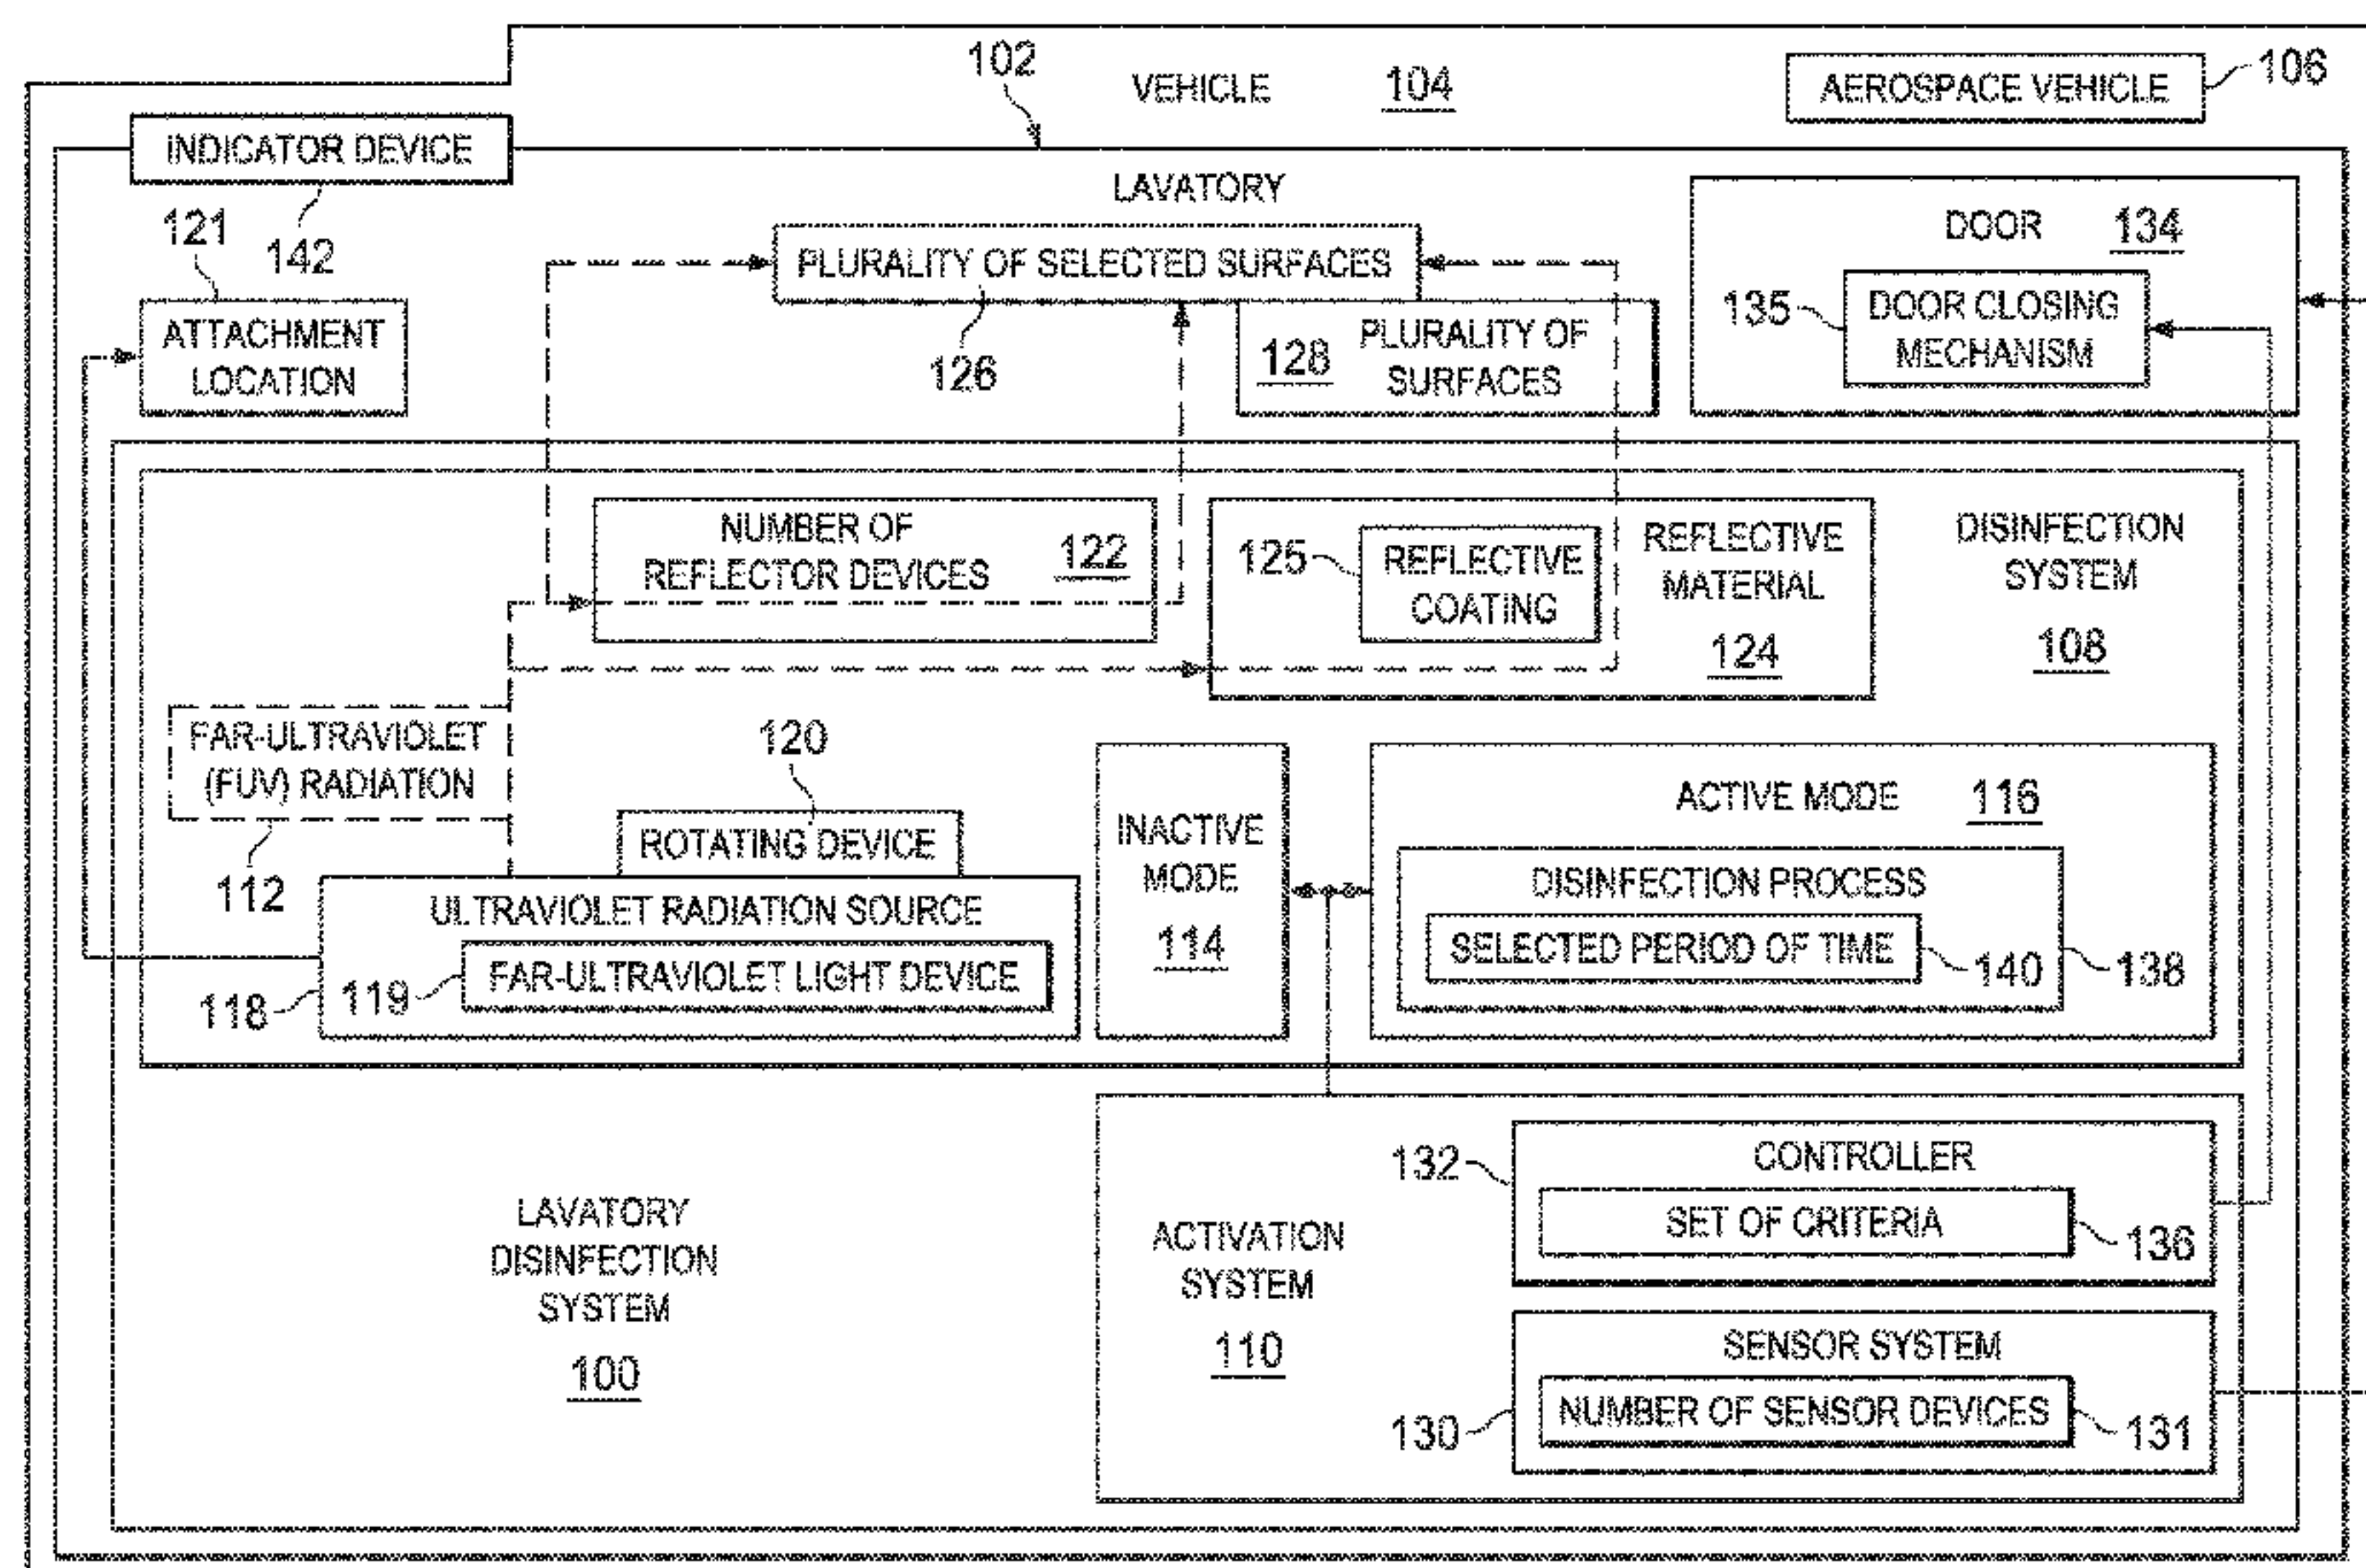 102
VEHICLE 104
AEROSPACE VEHICLE
106
INDICATOR DEVICE
142
LAVATORY
121
ATTACHMENT
LOCATION
PLURALITY OF SELECTED SURFACES
126
128
PLURALITY OF
SURFACES
DOOR 134
135
DOOR CLOSING
MECHANISM
NUMBER OF
REFLECTOR DEVICES
122
125
REFLECTIVE
COATING
REFLECTIVE
MATERIAL
124
DISINFECTION
SYSTEM
108
FAR-ULTRAVIOLET
(FUV) RADIATION
112
120
ROTATING DEVICE
ULTRAVIOLET RADIATION SOURCE
FAR-ULTRAVIOLET LIGHT DEVICE
118
119
INACTIVE
MODE
114
ACTIVE MODE 116
DISINFECTION PROCESS
SELECTED PERIOD OF TIME
140
138
LAVATORY
DISINFECTION
SYSTEM
100
ACTIVATION
SYSTEM
110
132
CONTROLLER
SET OF CRITERIA
136
SENSOR SYSTEM
NUMBER OF SENSOR DEVICES
130
131